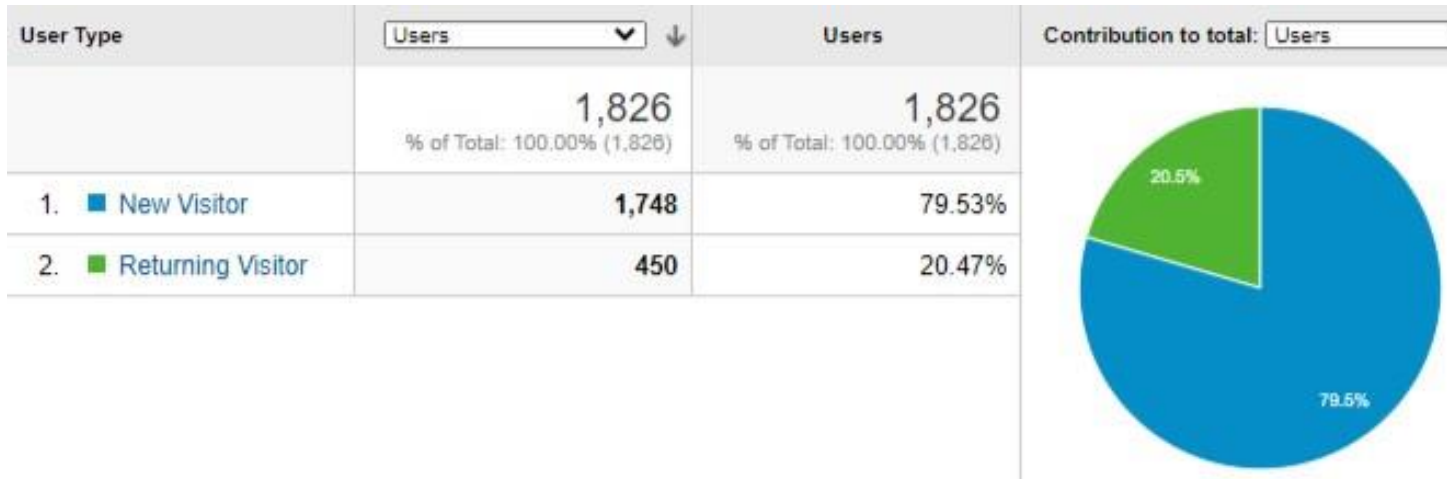 User Type
Users
Users
Contribution to total: Users
1,826
% of Total: 100.00% (1,826)
1,826
% of Total: 100.00% (1,826)
1. New Visitor 1,748 79.53%
2. Returning Visitor 450 20.47%
20.5%
79.5%